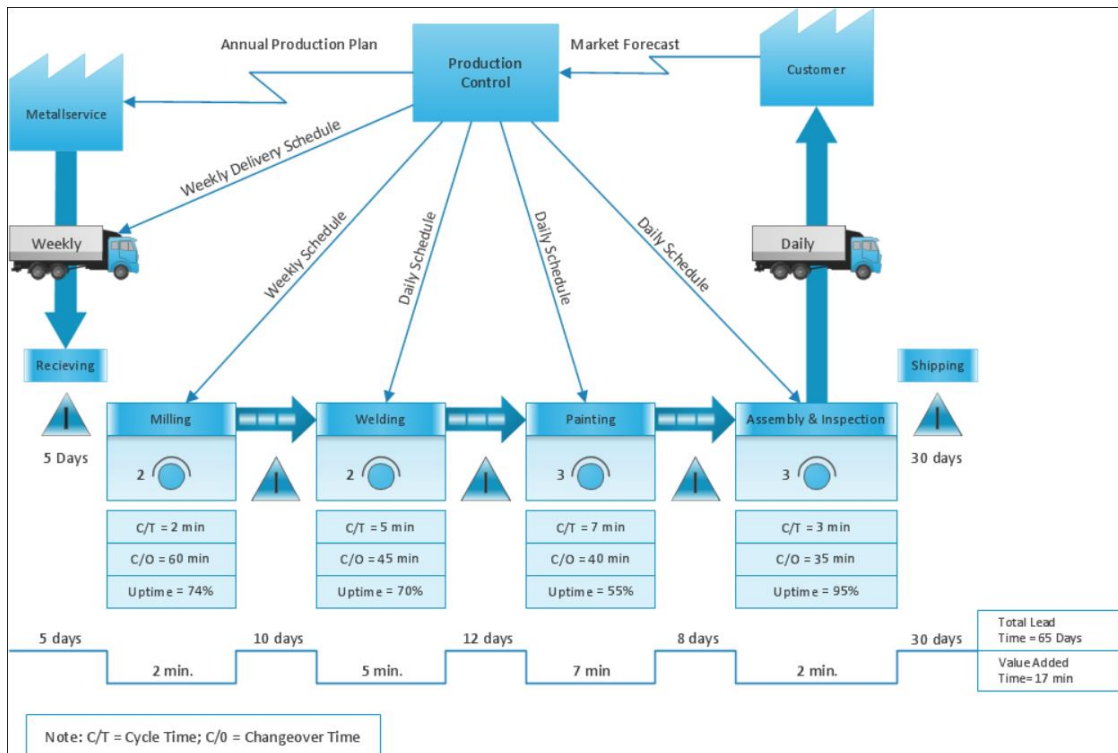 Annual Production Plan
Production
Control
Market Forecast
Customer
Metallservice
Weekly Delivery Schedule
Weekly
Weekly Schedule
Daily Schedule
Daily Schedule
Daily Schedule
Daily
Recieving
Shipping
5 Days
30 days
Milling
Welding
Painting
Assembly & Inspection
2
2
3
3
C/T = 2 min
C/O = 60 min
Uptime = 74%
C/T = 5 min
C/O = 45 min
Uptime = 70%
C/T = 7 min
C/O = 40 min
Uptime = 55%
C/T = 3 min
C/O = 35 min
Uptime = 95%
5 days
10 days
12 days
8 days
30 days
2 min.
5 min.
7 min
2 min.
Total Lead
Time = 65 Days
Value Added
Time= 17 min
Note: C/T = Cycle Time; C/0 = Changeover Time